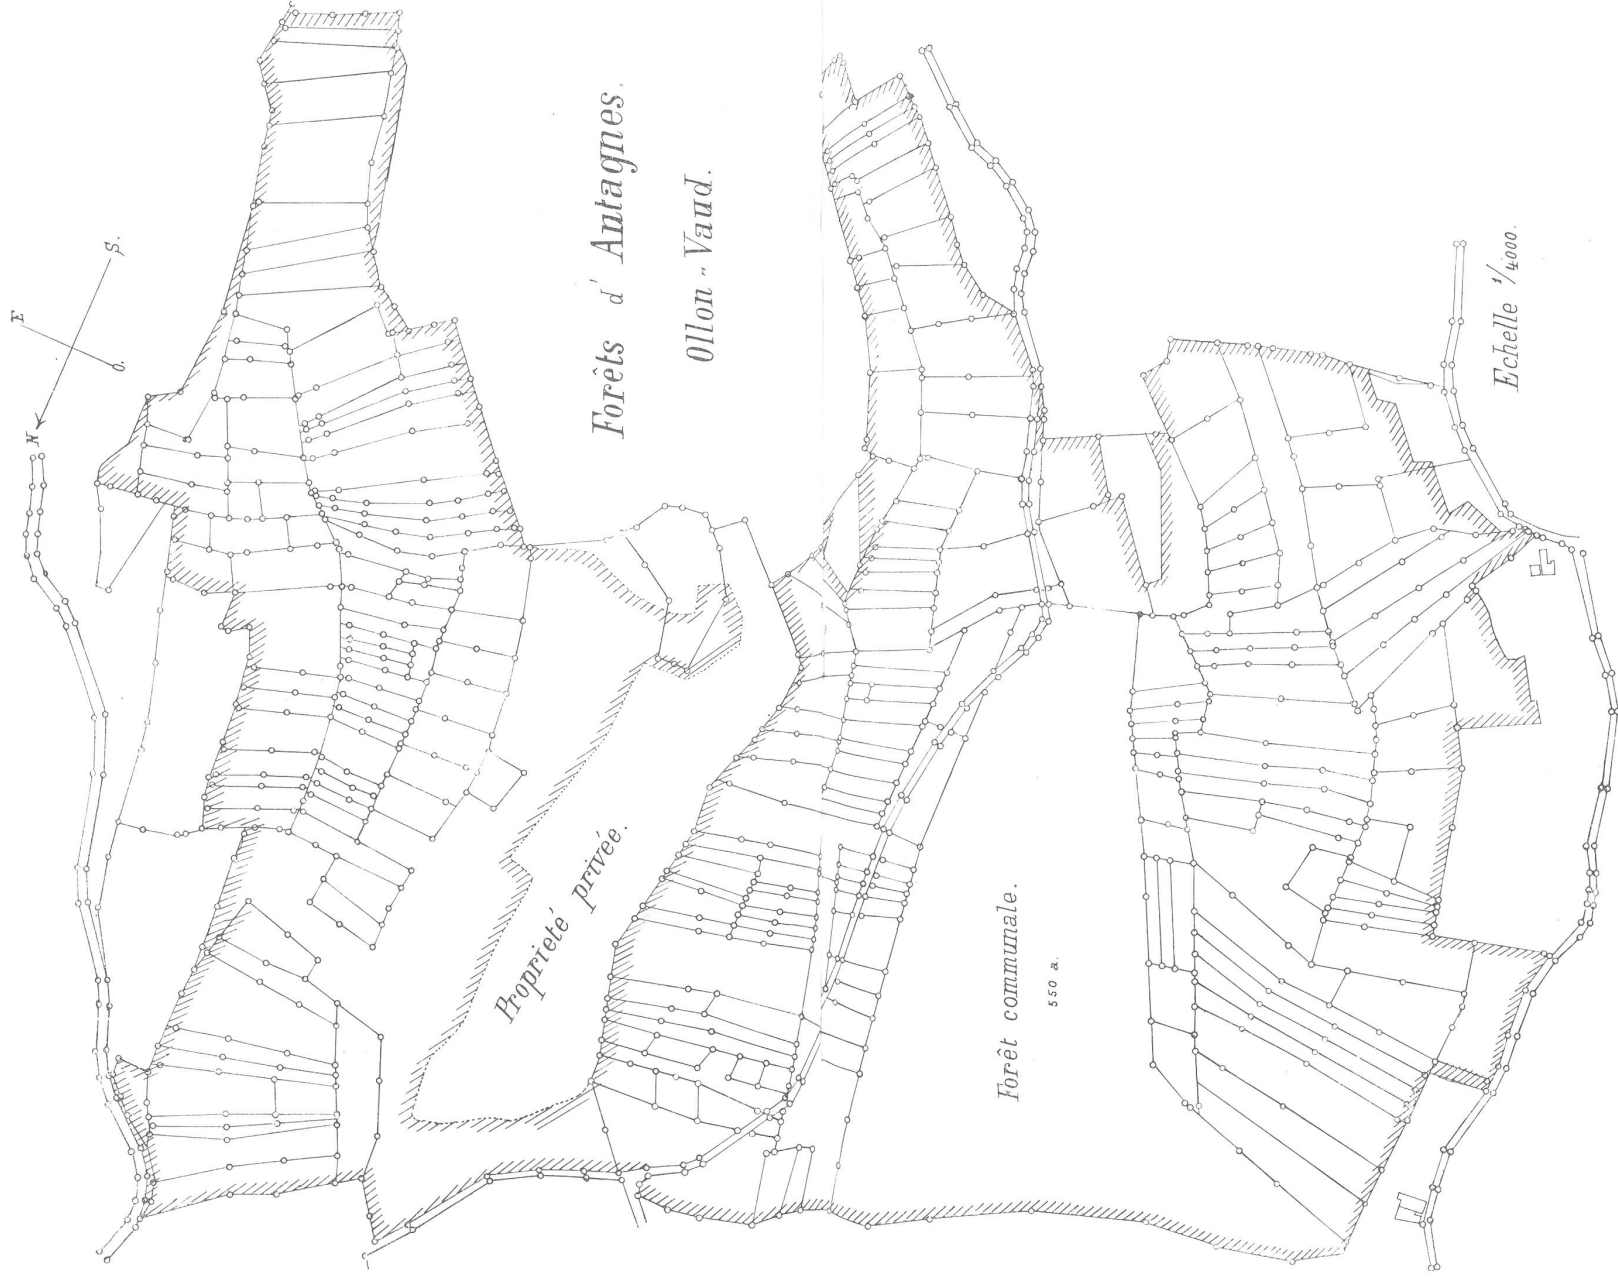 Forêts d'Antagnes.
Ollon-Vaud.
E
S.
O.
N
Propriété privée.
Forêt communale.
550 a.
Echelle 1/4000.